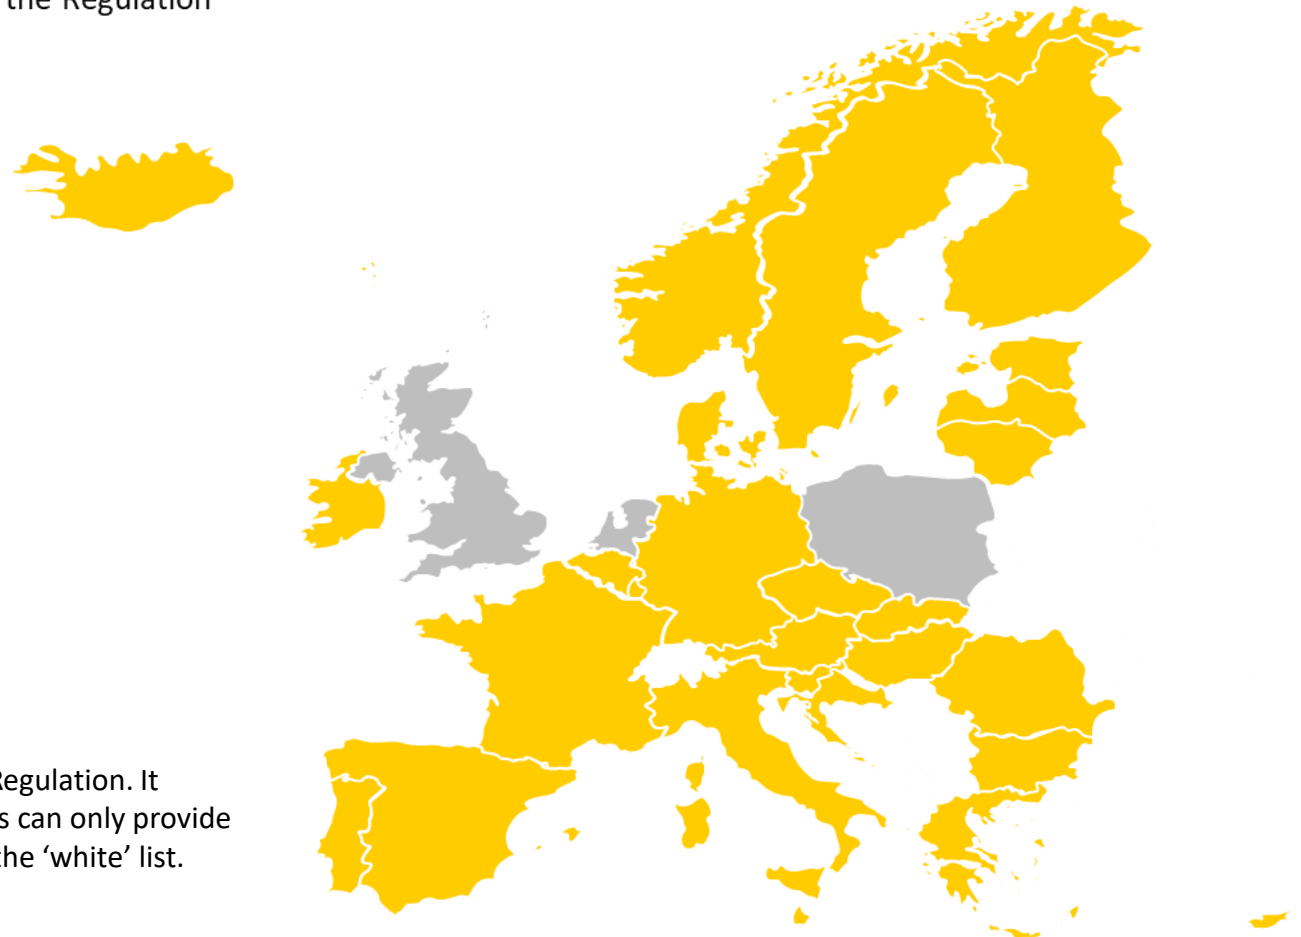 the Regulation
Regulation. It
s can only provide
the ‘white’ list.